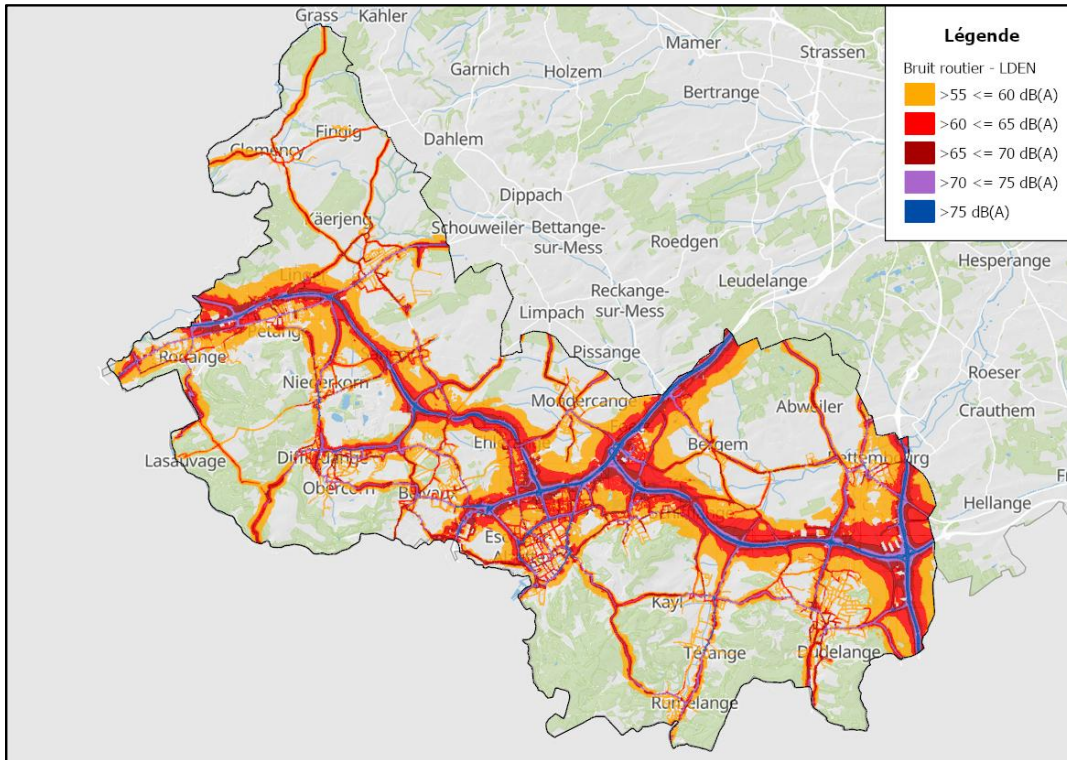 Grass
Kahler
Mamer
Strassen
Garnich
Holzem
Bertrange
Fingig
Dahlem
Clemency
Dippach
Käerjeng
Schouweiler
Bettange-
sur-Mess
Roedgen
Hesperange
Leudelange
Reckange-
sur-Mess
Limpach
Rodange
Pissange
Niederkorn
Roeser
Mondercange
Abweiler
Crauthem
Bergem
Lasauvage
Obercorn
Hellange
Kayl
Tétange
Dudelange
Rumelange
Légende
Bruit routier - LDEN
>55 <= 60 dB(A)
>60 <= 65 dB(A)
>65 <= 70 dB(A)
>70 <= 75 dB(A)
>75 dB(A)